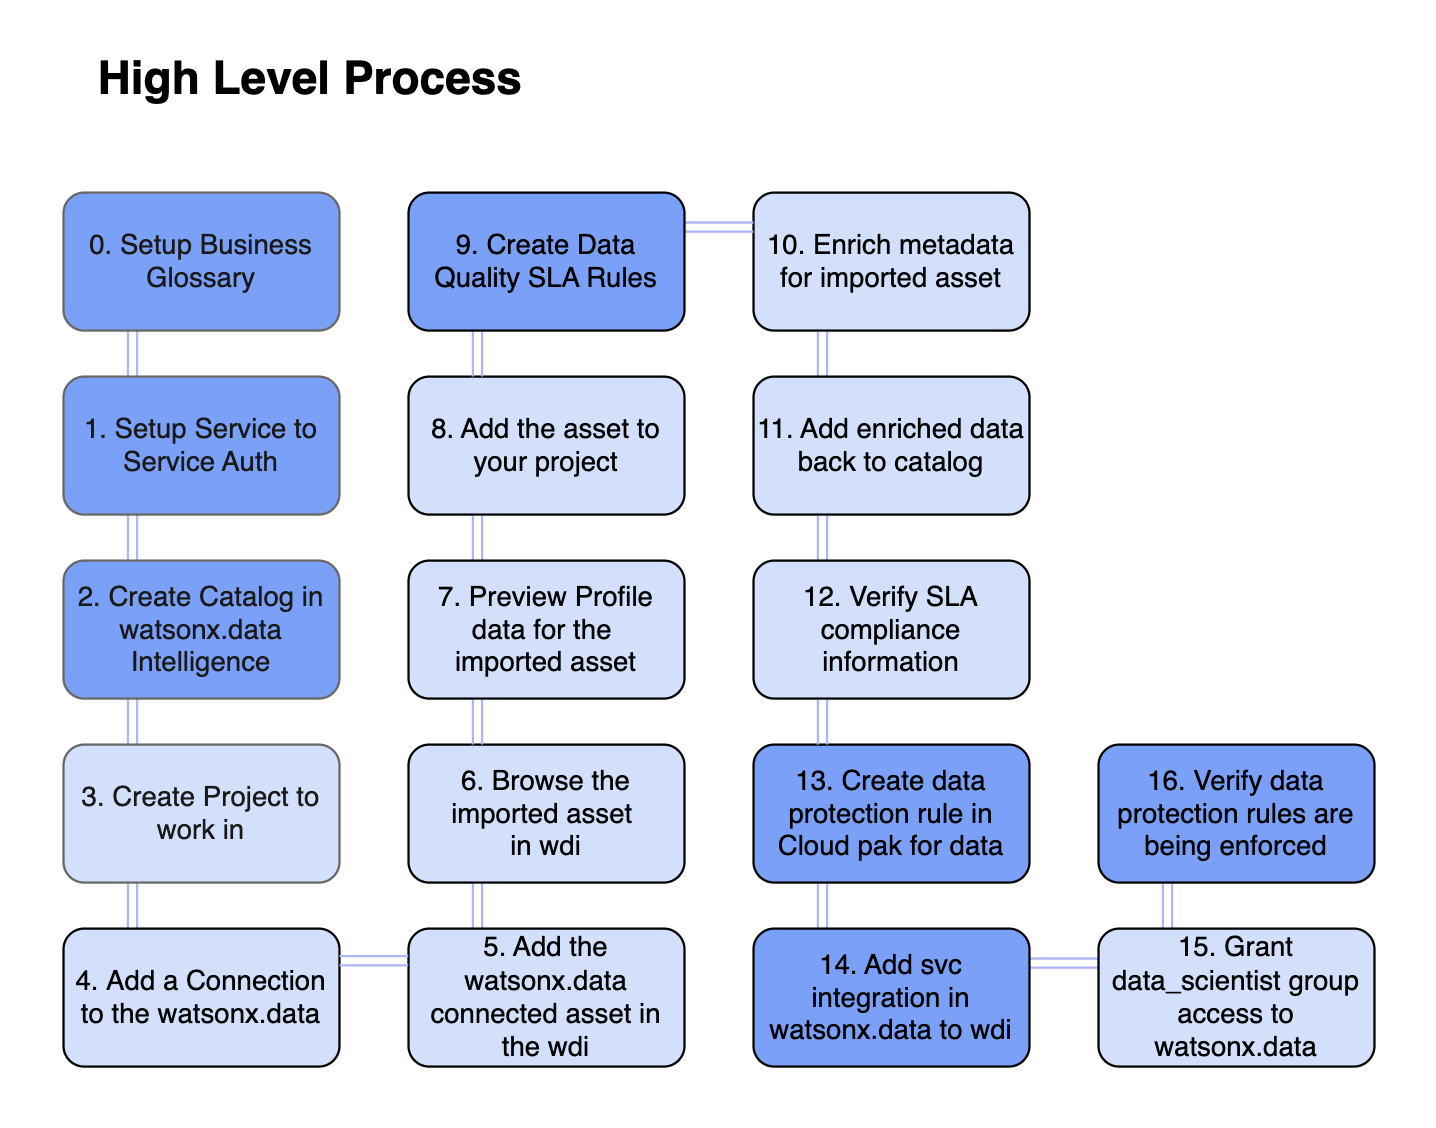 High Level Process
0. Setup Business
Glossary
1. Setup Service to
Service Auth
2. Create Catalog in
watsonx.data
Intelligence
3. Create Project to
work in
4. Add a Connection
to the watsonx.data
5. Add the
watsonx.data
connected asset in
the wdi
6. Browse the
imported asset
in wdi
7. Preview Profile
data for the
imported asset
8. Add the asset to
your project
9. Create Data
Quality SLA Rules
10. Enrich metadata
for imported asset
11. Add enriched data
back to catalog
12. Verify SLA
compliance
information
13. Create data
protection rule in
Cloud pak for data
14. Add svc
integration in
watsonx.data to wdi
15. Grant
data_scientist group
access to
watsonx.data
16. Verify data
protection rules are
being enforced